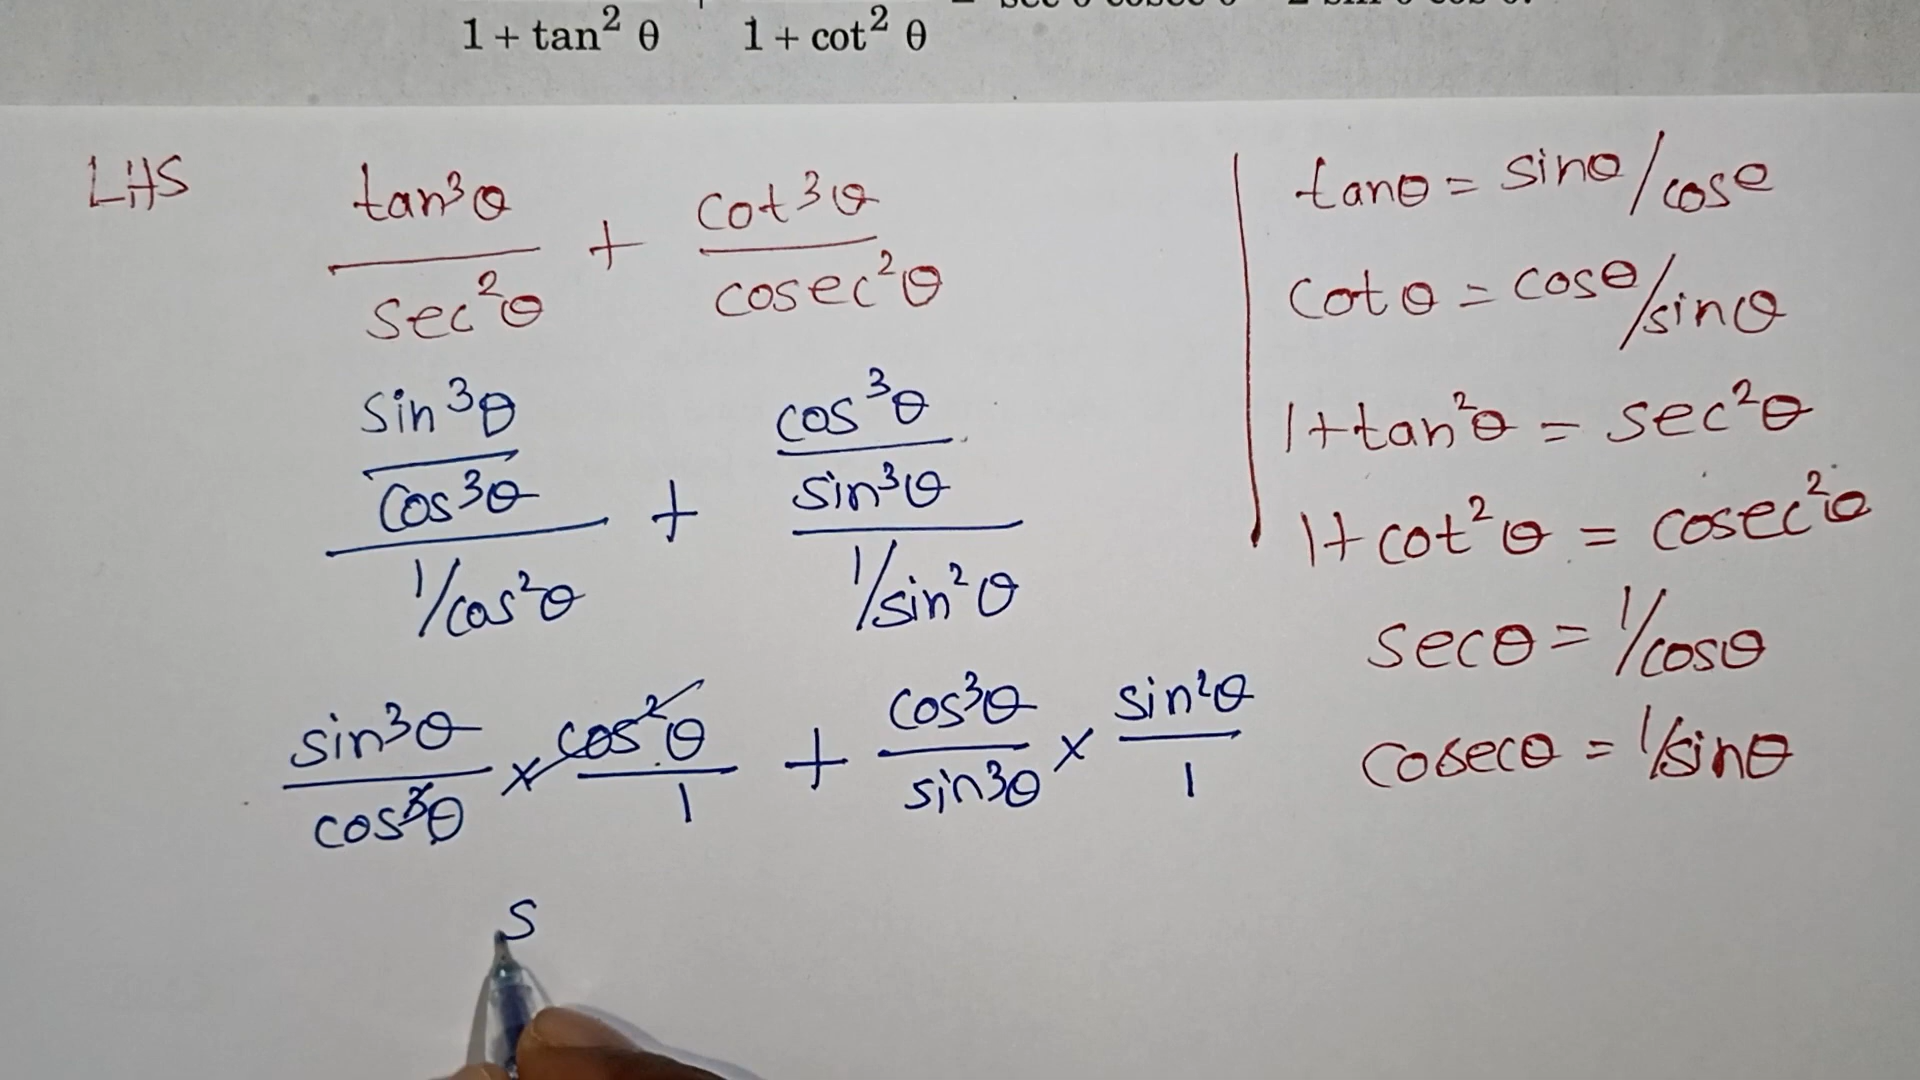 1 + tan² θ    1 + cot² θ
LHS    tan³θ/sec²θ + cot³θ/cosec²θ
sin³θ/cos³θ / 1/cos²θ + cos³θ/sin³θ / 1/sin²θ
sin³θ/cos³θ × cos²θ/1 + cos³θ/sin3θ × sin²θ/1
s
tanθ = sinθ/cosθ
cotθ = cosθ/sinθ
1+tan²θ = sec²θ
1+cot²θ = cosec²θ
secθ = 1/cosθ
cosecθ = 1/sinθ